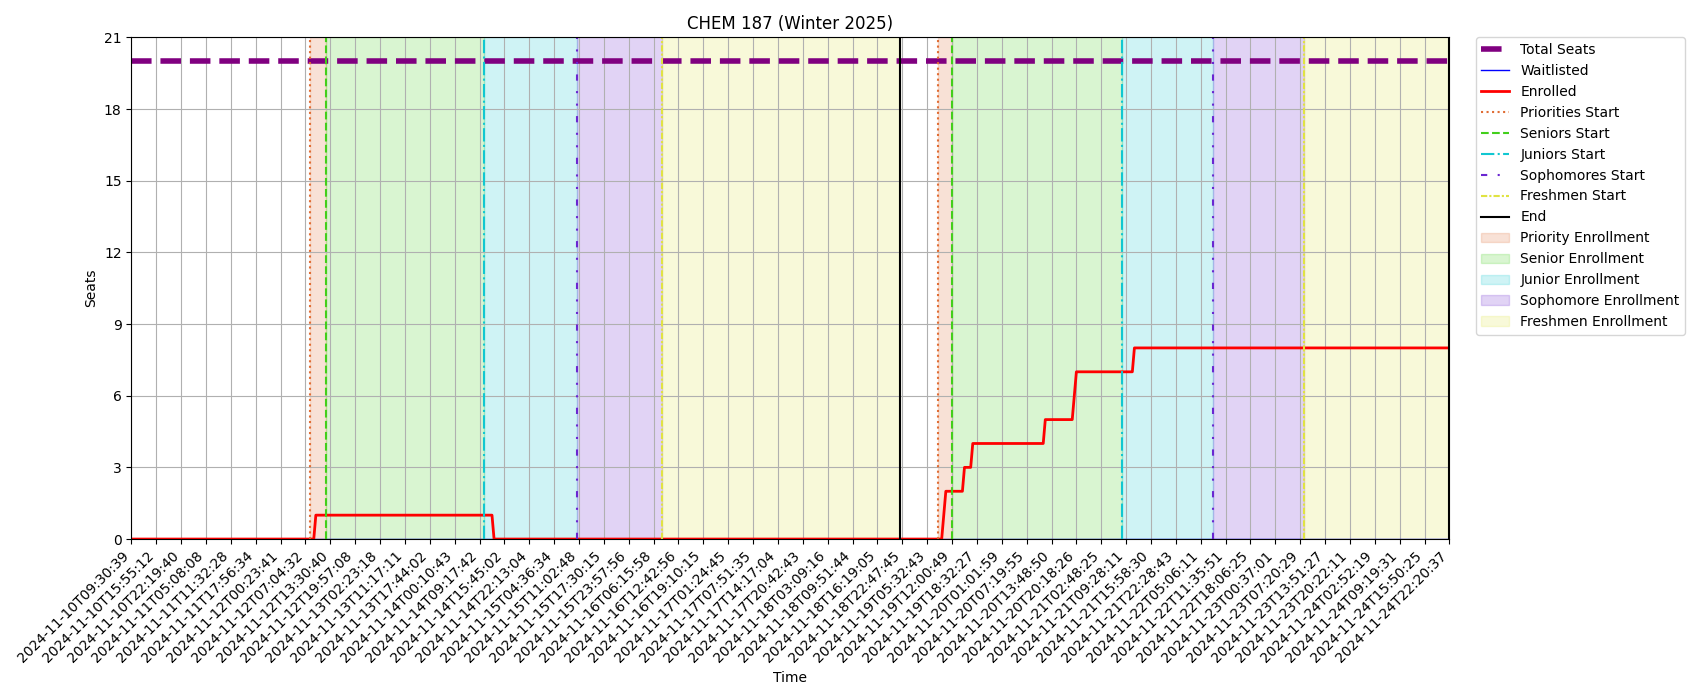 CHEM 187 (Winter 2025)
Seats
21
18
15
12
9
6
3
0
2024-11-10T09:30:39
2024-11-10T15:55:12
2024-11-10T22:19:40
2024-11-11T05:08:08
2024-11-11T11:32:28
2024-11-11T17:56:34
2024-11-12T00:23:41
2024-11-12T07:04:32
2024-11-12T13:30:40
2024-11-12T19:57:08
2024-11-13T02:23:18
2024-11-13T11:17:11
2024-11-13T17:44:02
2024-11-14T00:10:43
2024-11-14T09:17:42
2024-11-14T15:45:02
2024-11-14T22:13:04
2024-11-15T04:36:34
2024-11-15T11:02:48
2024-11-15T17:30:15
2024-11-15T23:57:56
2024-11-16T06:15:58
2024-11-16T12:42:56
2024-11-16T19:10:15
2024-11-17T01:24:45
2024-11-17T07:51:35
2024-11-17T14:17:04
2024-11-17T20:42:43
2024-11-18T03:09:16
2024-11-18T09:51:44
2024-11-18T16:19:05
2024-11-18T22:47:45
2024-11-19T05:32:43
2024-11-19T12:00:49
2024-11-19T18:32:27
2024-11-20T01:01:59
2024-11-20T07:19:55
2024-11-20T13:48:50
2024-11-20T20:18:26
2024-11-21T02:48:25
2024-11-21T09:28:11
2024-11-21T15:58:30
2024-11-21T22:28:43
2024-11-22T05:06:11
2024-11-22T11:35:51
2024-11-22T18:06:25
2024-11-23T00:37:01
2024-11-23T07:20:29
2024-11-23T13:51:27
2024-11-23T20:22:11
2024-11-24T02:52:19
2024-11-24T09:19:31
2024-11-24T15:50:25
2024-11-24T22:20:37
Time
Total Seats
Waitlisted
Enrolled
Priorities Start
Seniors Start
Juniors Start
Sophomores Start
Freshmen Start
End
Priority Enrollment
Senior Enrollment
Junior Enrollment
Sophomore Enrollment
Freshmen Enrollment